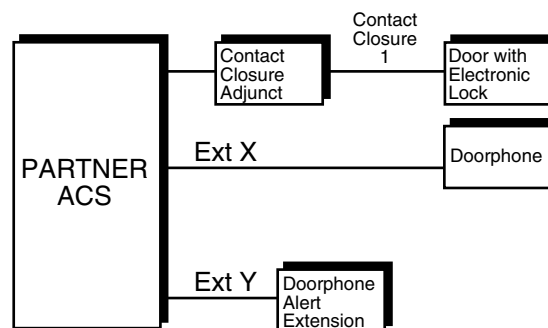 Contact
Closure
1
Contact
Closure
Adjunct
Door with
Electronic
Lock
PARTNER
ACS
Ext X
Doorphone
Ext Y
Doorphone
Alert
Extension